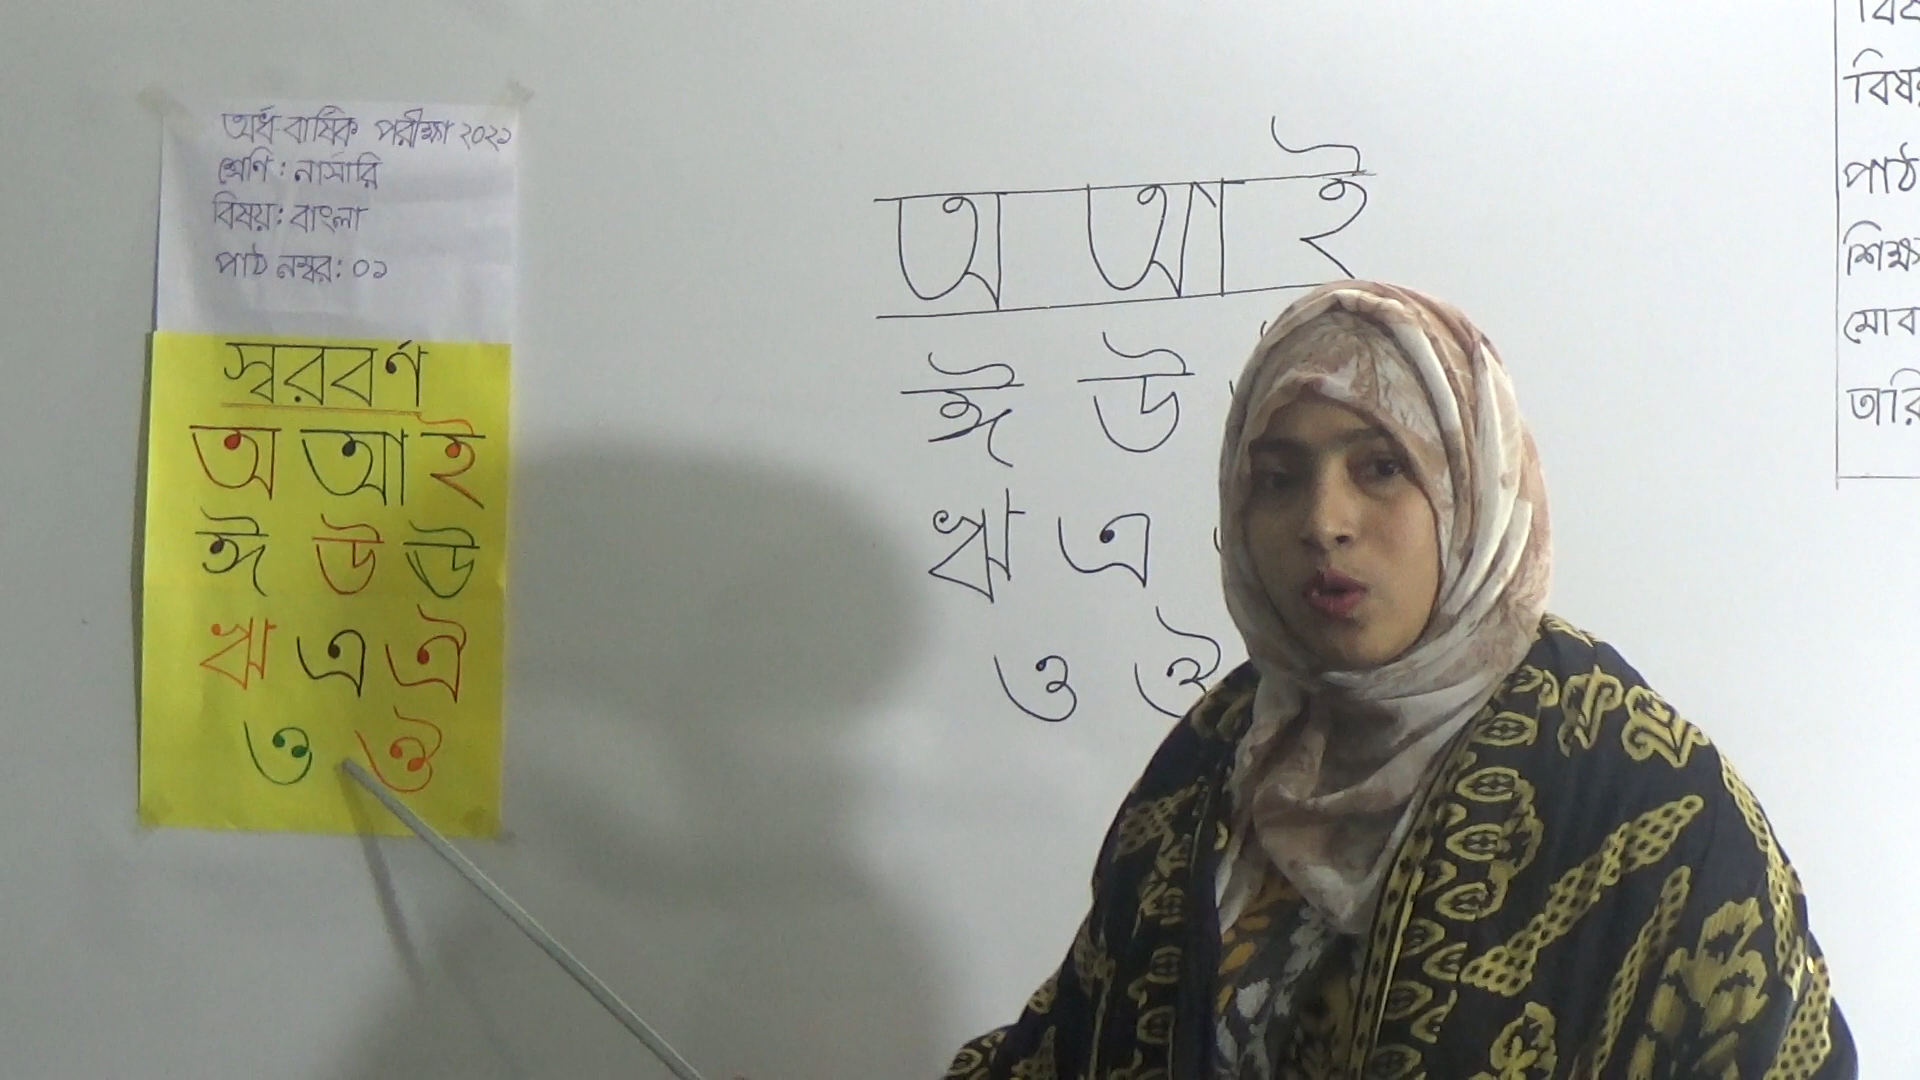 অর্ধ-বার্ষিক পরীক্ষা ২০২১
শ্রেণি : নার্সারি
বিষয়: বাংলা
পাঠ নম্বর: ০১
স্বরবর্ণ
অ আ ই
ঈ উ ঊ
ঋ এ ঐ
ও ঔ
অ আ ই
ঈ উ
ঋ এ
ও ঔ
পাঠ